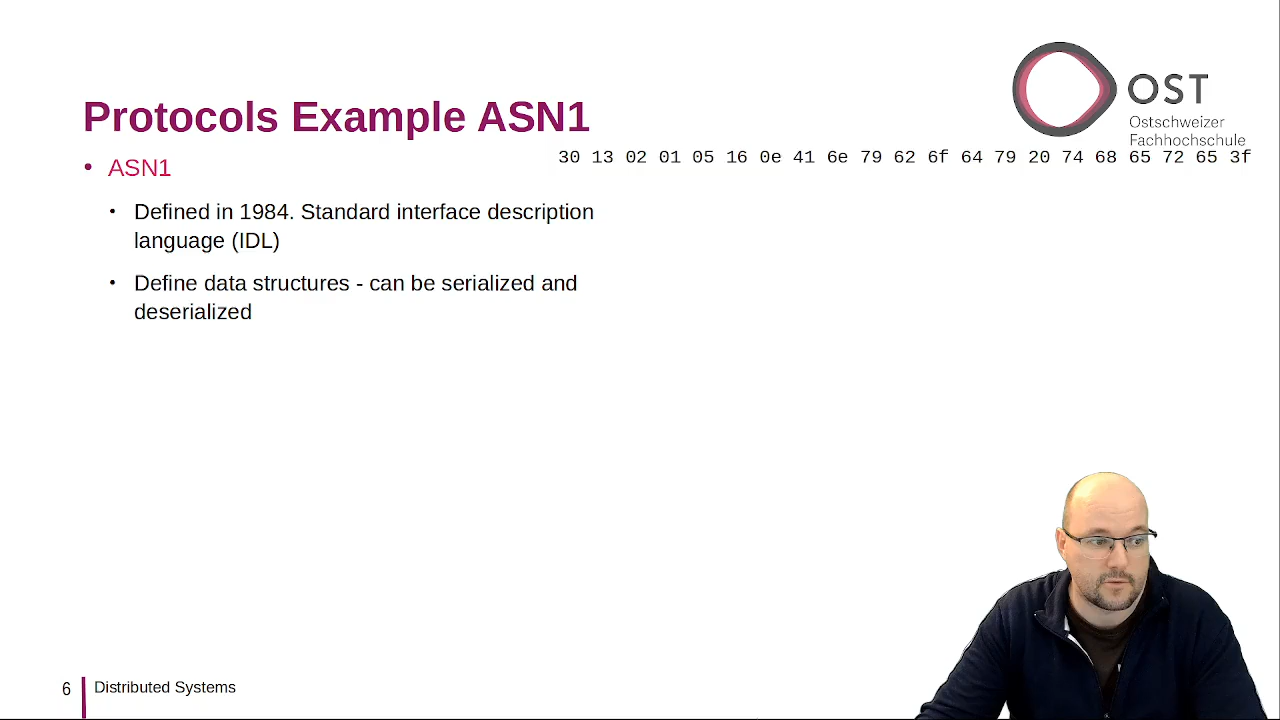 OST
Ostschweizer
Fachhochschule
Protocols Example ASN1
30 13 02 01 05 16 0e 41 6e 79 62 6f 64 79 20 74 68 65 72 65 3f
• ASN1
• Defined in 1984. Standard interface description
language (IDL)
• Define data structures - can be serialized and
deserialized
6 Distributed Systems